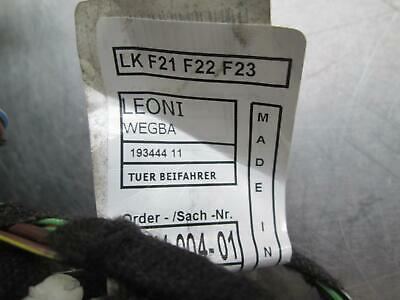 LK F21 F22 F23
LEONI
WEGBA
193444 11
TUER BEIFAHRER
Order - /Sach -Nr.
004-01
MADE IN